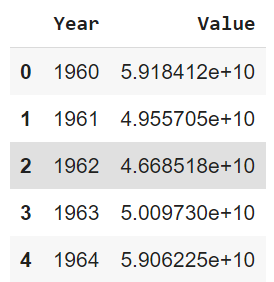 Year Value
0 1960 5.918412e+10
1 1961 4.955705e+10
2 1962 4.668518e+10
3 1963 5.009730e+10
4 1964 5.906225e+10